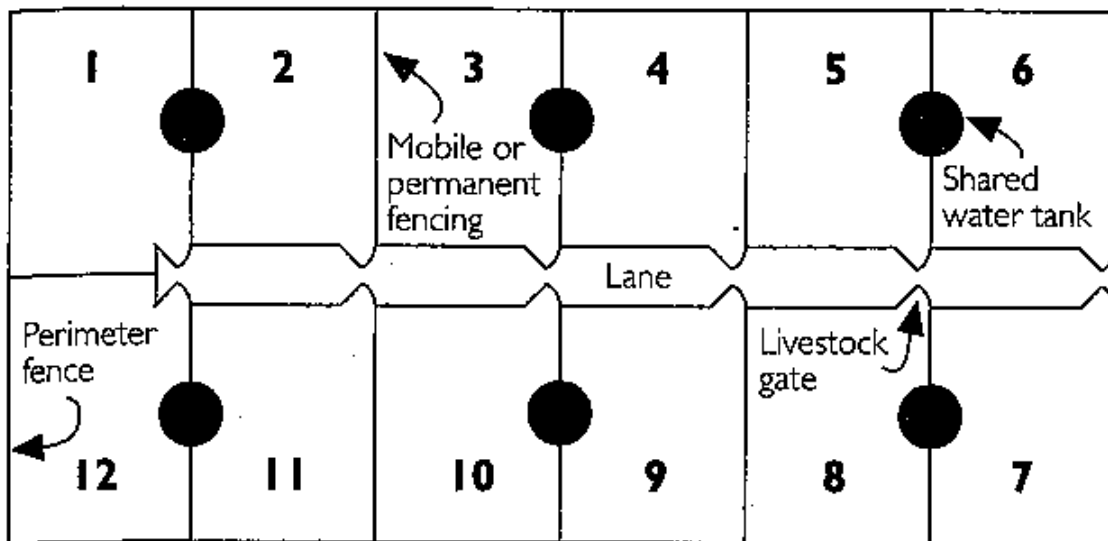 1 2 3 4 5 6
Mobile or
permanent
fencing
Shared
water tank
Lane
Perimeter
fence
Livestock
gate
12 11 10 9 8 7